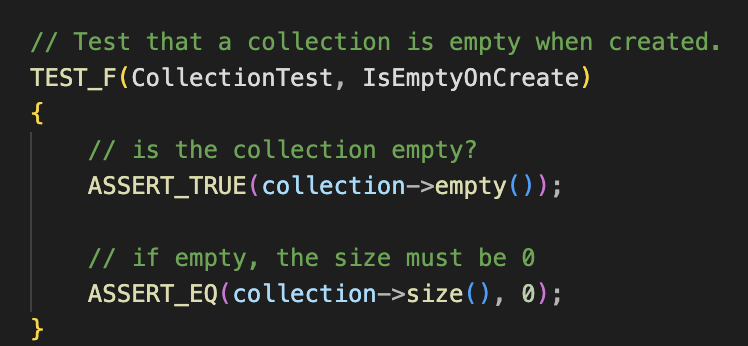 // Test that a collection is empty when created.
TEST_F(CollectionTest, IsEmptyOnCreate)
{
    // is the collection empty?
    ASSERT_TRUE(collection->empty());

    // if empty, the size must be 0
    ASSERT_EQ(collection->size(), 0);
}